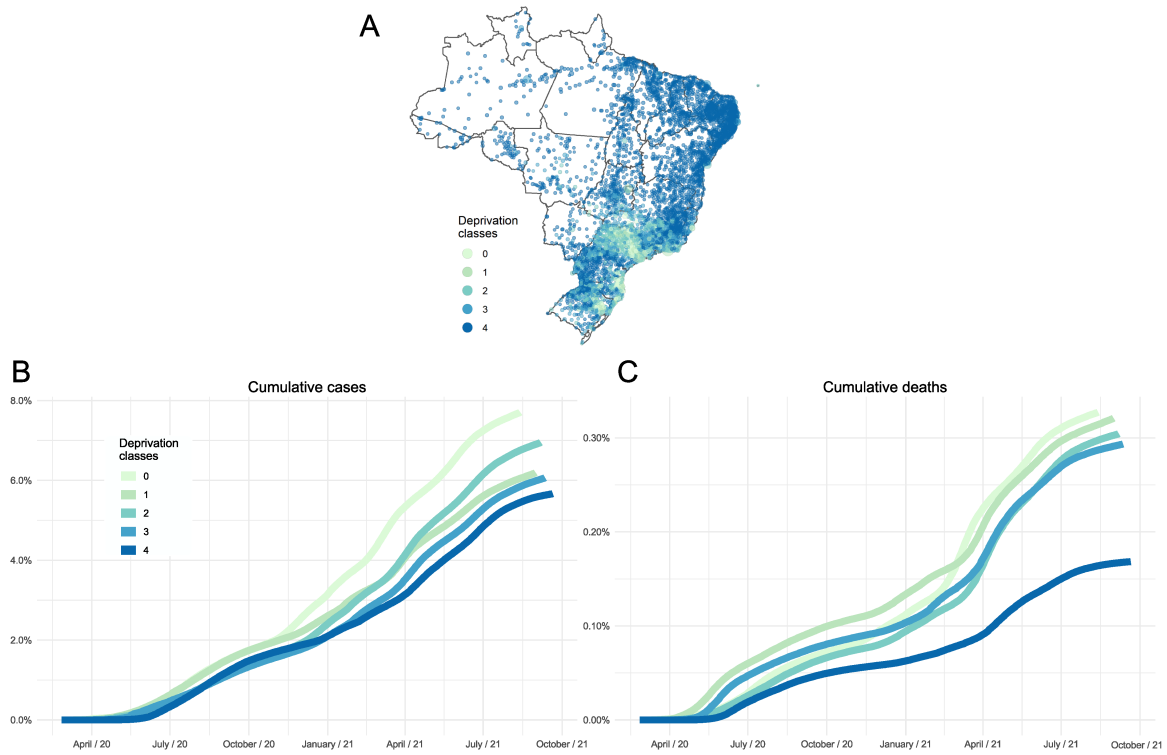 A
Deprivation
classes
0
1
2
3
4
B
Cumulative cases
8.0%
6.0%
4.0%
2.0%
0.0%
Deprivation
classes
0
1
2
3
4
April / 20
July / 20
October / 20
January / 21
April / 21
July / 21
October / 21
C
Cumulative deaths
0.30%
0.20%
0.10%
0.00%
April / 20
July / 20
October / 20
January / 21
April / 21
July / 21
October / 21